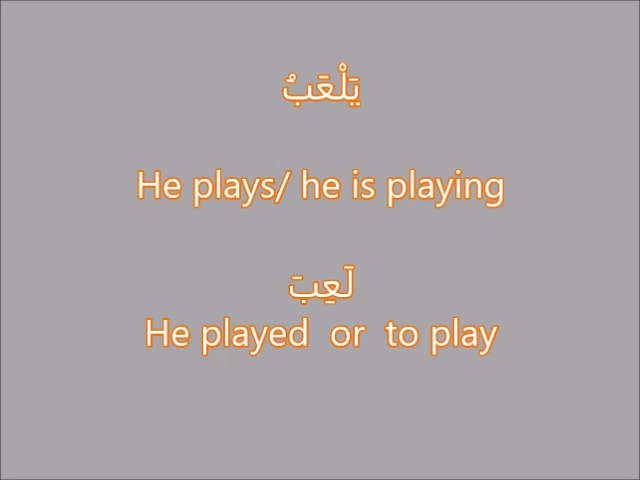 يَلْعَبُ
He plays/ he is playing
لَعِبَ
He played  or  to play